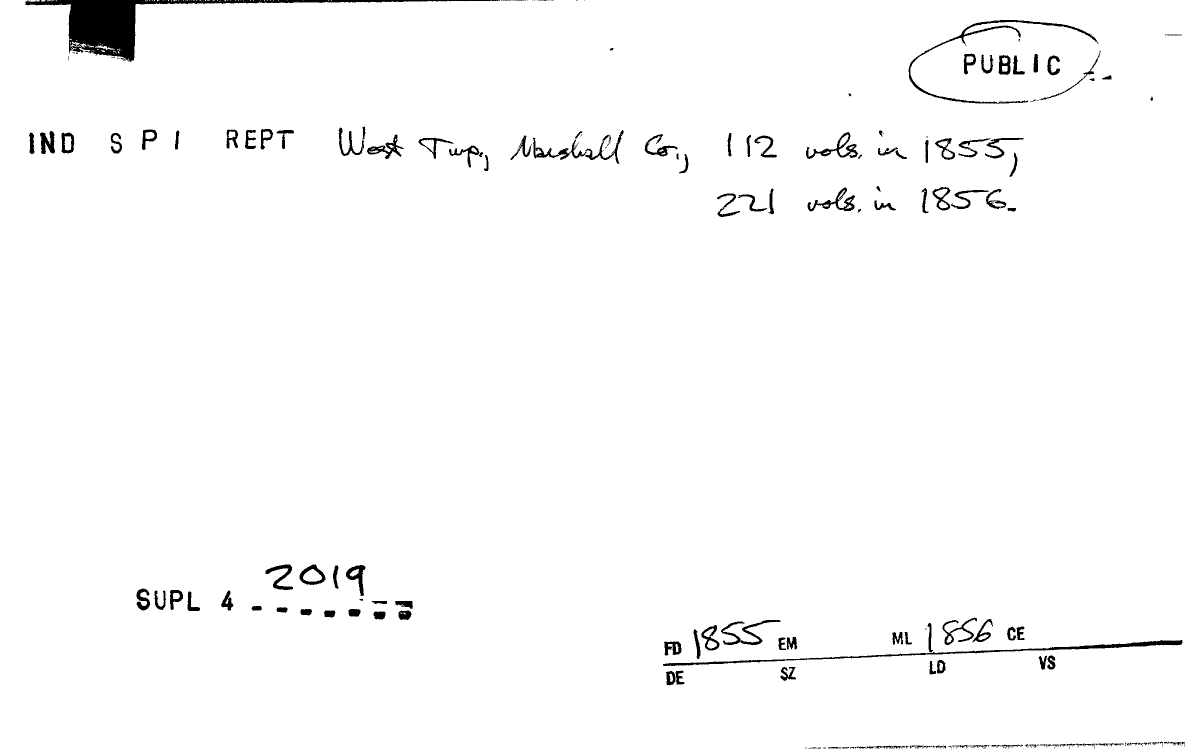 PUBLIC
IND S P I REPT West Twp., Marshall Co., 112 vols. in 1855,
221 vols. in 1856.
2019
SUPL 4
FD 1855 EM ML 1856 CE
DE SZ LD VS